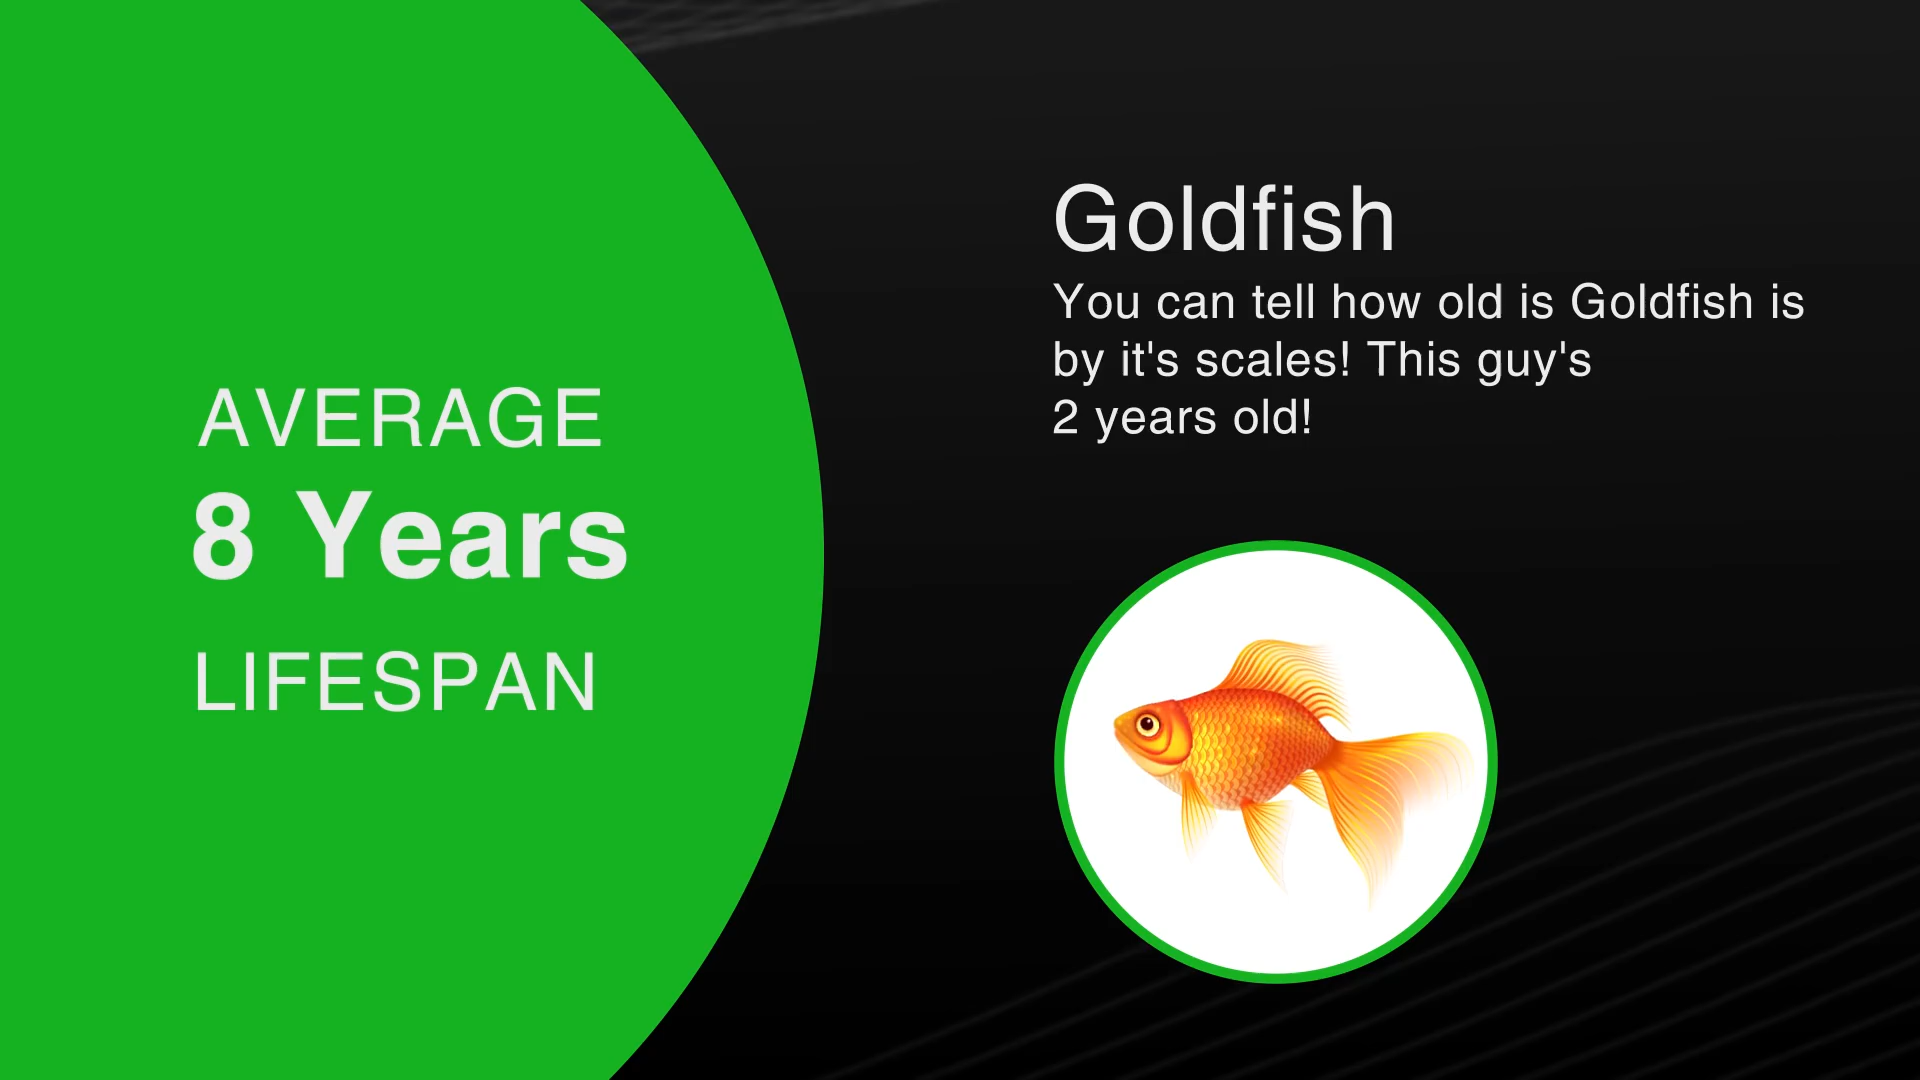 AVERAGE
8 Years
LIFESPAN
Goldfish
You can tell how old is Goldfish is
by it's scales! This guy's
2 years old!